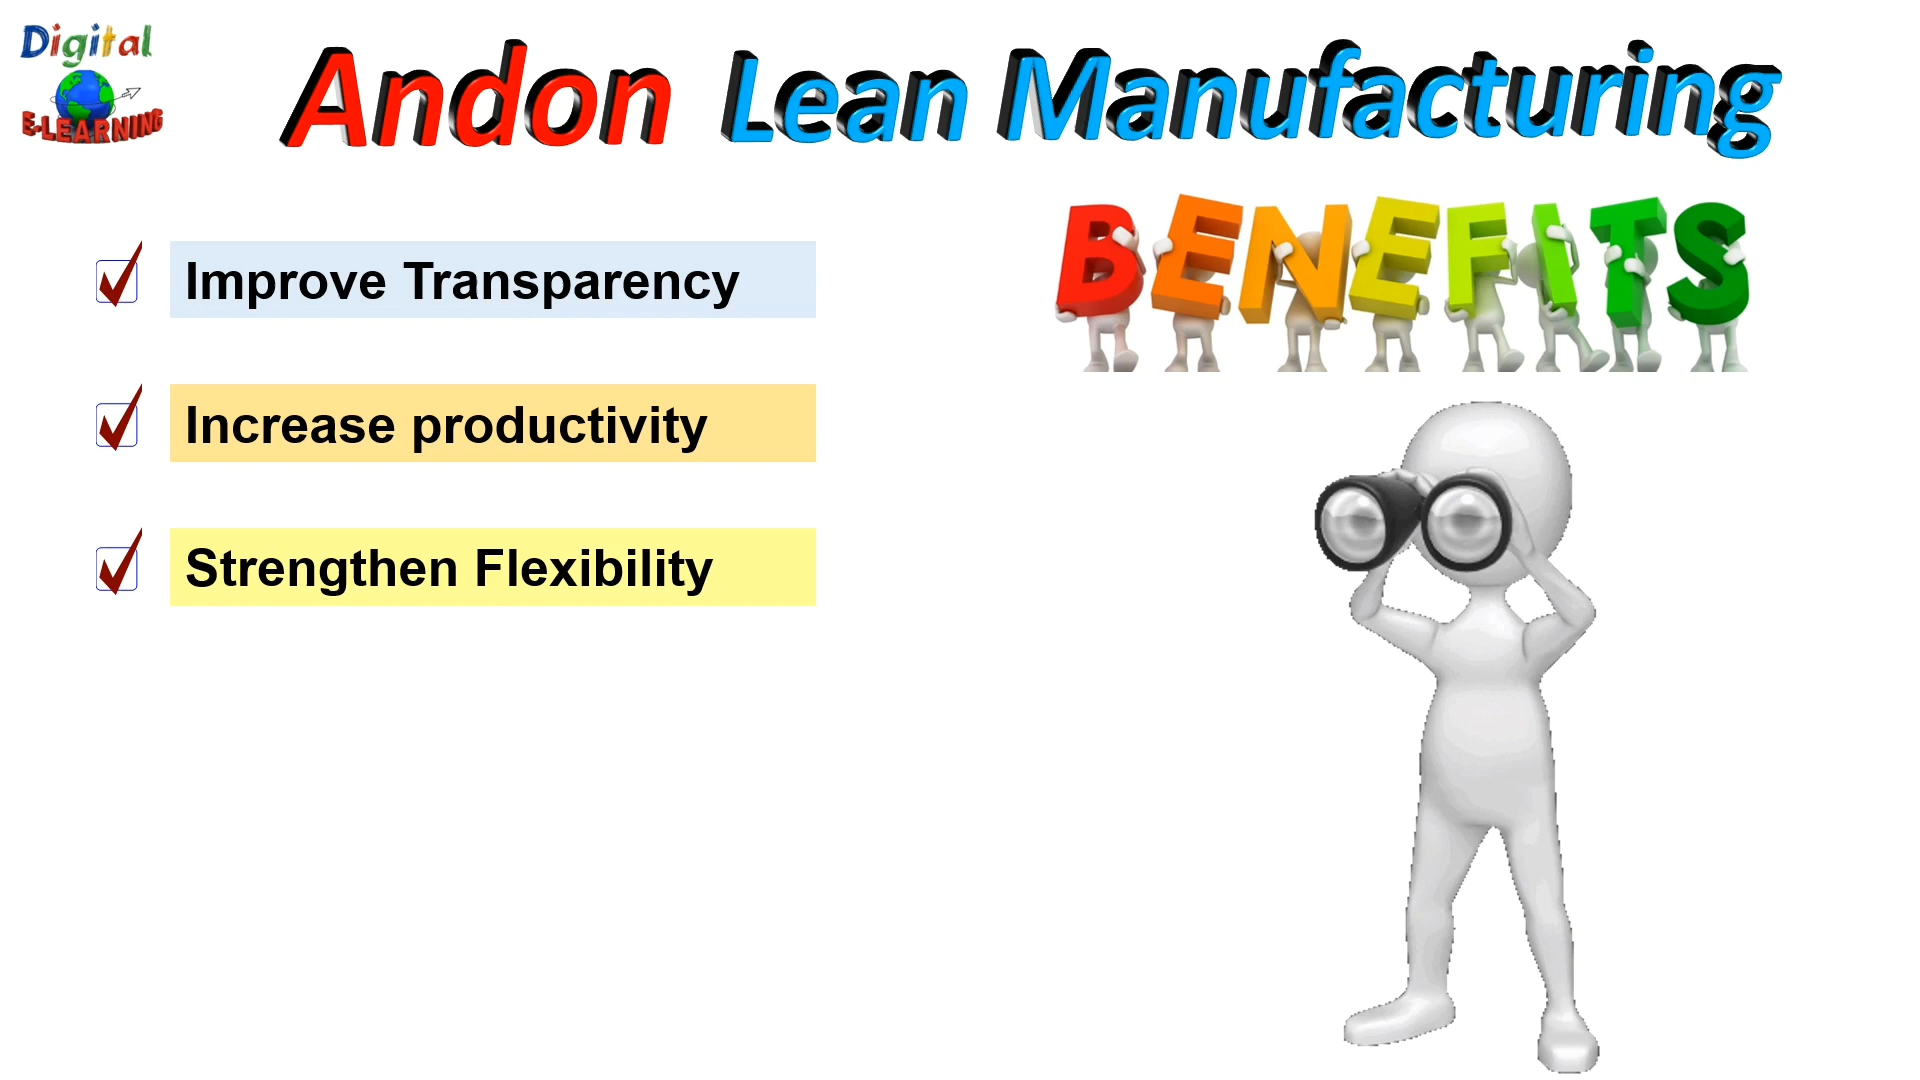 Digital
E-LEARNING
Andon Lean Manufacturing
BENEFITS
Improve Transparency
Increase productivity
Strengthen Flexibility